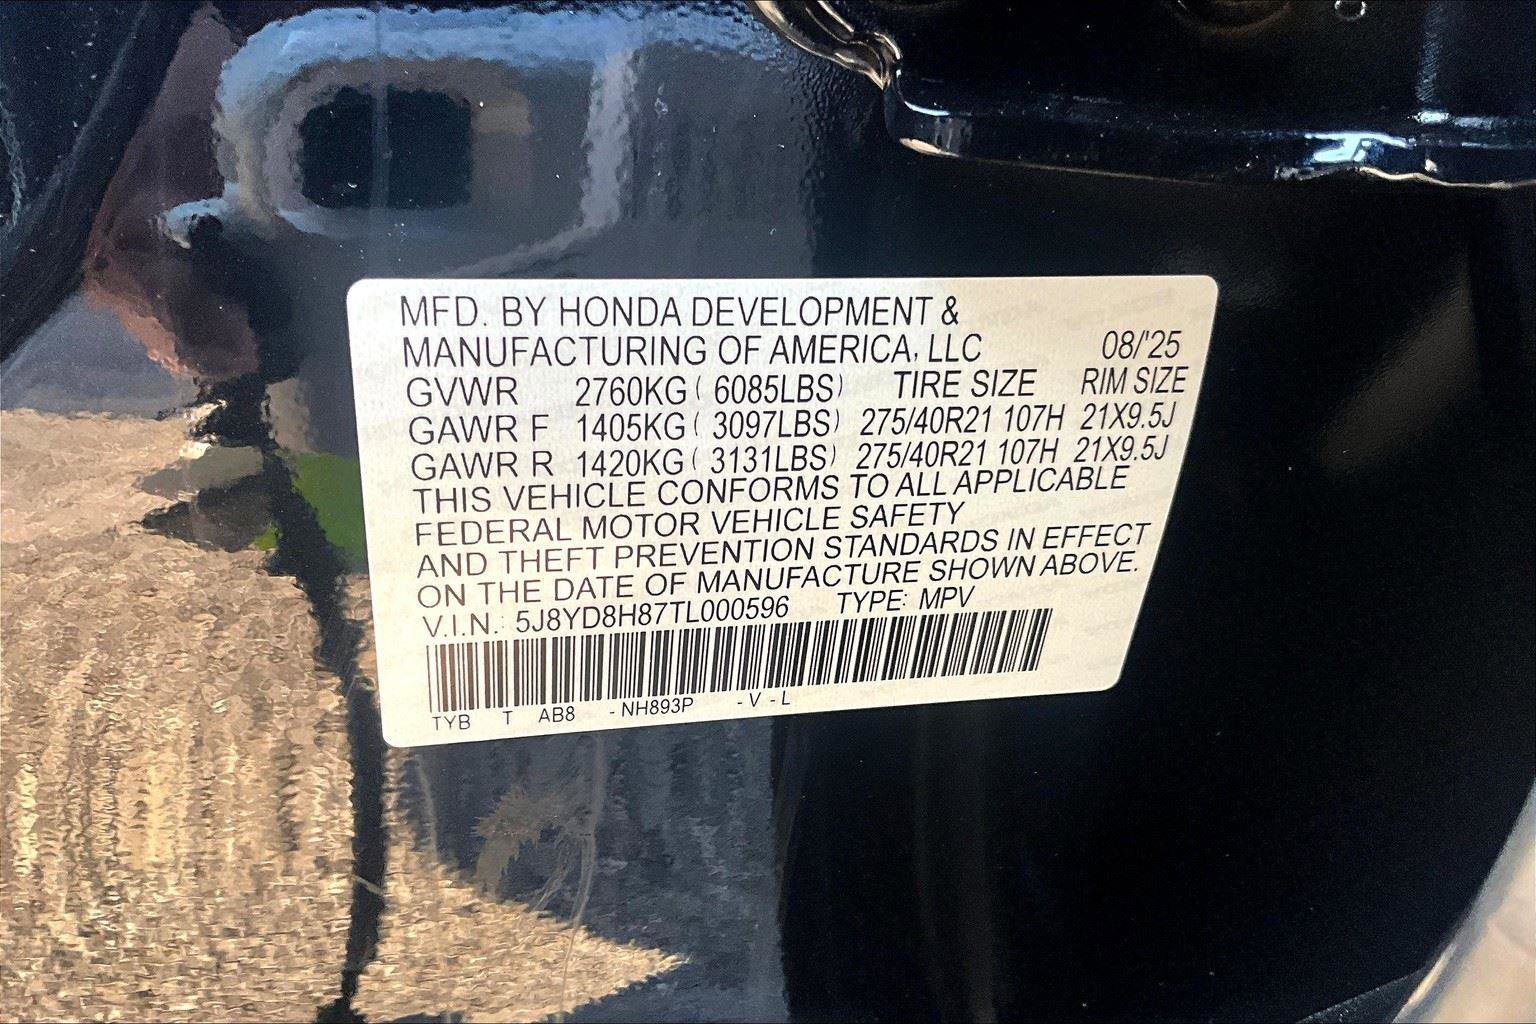 MFD. BY HONDA DEVELOPMENT &
MANUFACTURING OF AMERICA, LLC 08/'25
GVWR 2760KG ( 6085LBS) TIRE SIZE RIM SIZE
GAWR F 1405KG ( 3097LBS) 275/40R21 107H 21X9.5J
GAWR R 1420KG ( 3131LBS) 275/40R21 107H 21X9.5J
THIS VEHICLE CONFORMS TO ALL APPLICABLE
FEDERAL MOTOR VEHICLE SAFETY
AND THEFT PREVENTION STANDARDS IN EFFECT
ON THE DATE OF MANUFACTURE SHOWN ABOVE.
V.I.N.: 5J8YD8H87TL000596 TYPE: MPV
TYB T AB8 -NH893P -V -L